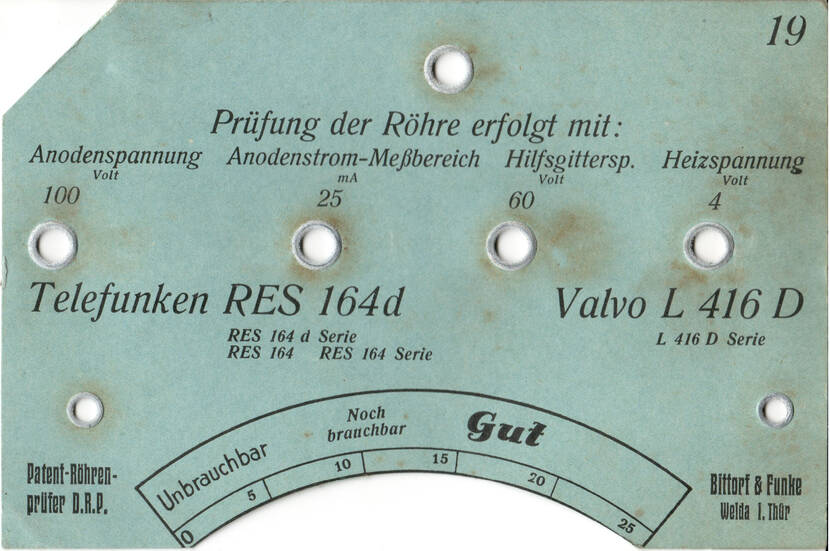 19
Prüfung der Röhre erfolgt mit:
Anodenspannung Anodenstrom-Meßbereich Hilfsgittersp. Heizspannung
Volt mA Volt Volt
100 25 60 4
Telefunken RES 164d Valvo L 416 D
RES 164 d Serie L 416 D Serie
RES 164 RES 164 Serie
Noch
brauchbar Gut
Unbrauchbar
0 5 10 15 20 25
Patent-Röhren-
prüfer D.R.P.
Bittorf & Funke
Weida I. Thür